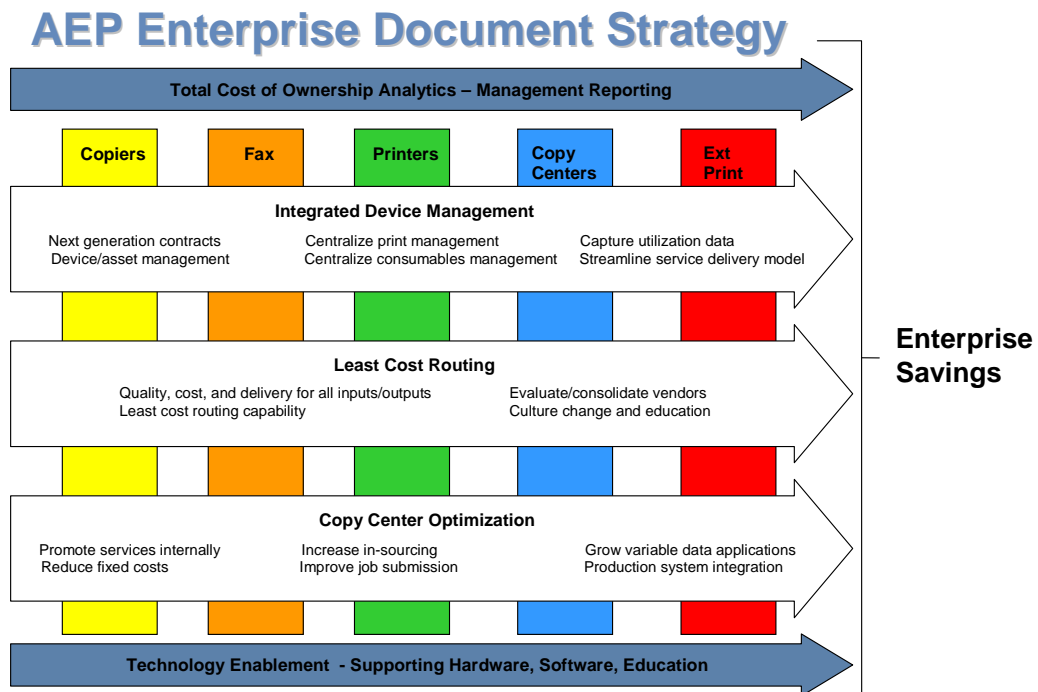 AEP Enterprise Document Strategy
Total Cost of Ownership Analytics – Management Reporting
Copiers
Fax
Printers
Copy
Centers
Ext
Print
Integrated Device Management
Next generation contracts
Device/asset management
Centralize print management
Centralize consumables management
Capture utilization data
Streamline service delivery model
Least Cost Routing
Quality, cost, and delivery for all inputs/outputs
Least cost routing capability
Evaluate/consolidate vendors
Culture change and education
Enterprise
Savings
Copy Center Optimization
Promote services internally
Reduce fixed costs
Increase in-sourcing
Improve job submission
Grow variable data applications
Production system integration
Technology Enablement - Supporting Hardware, Software, Education